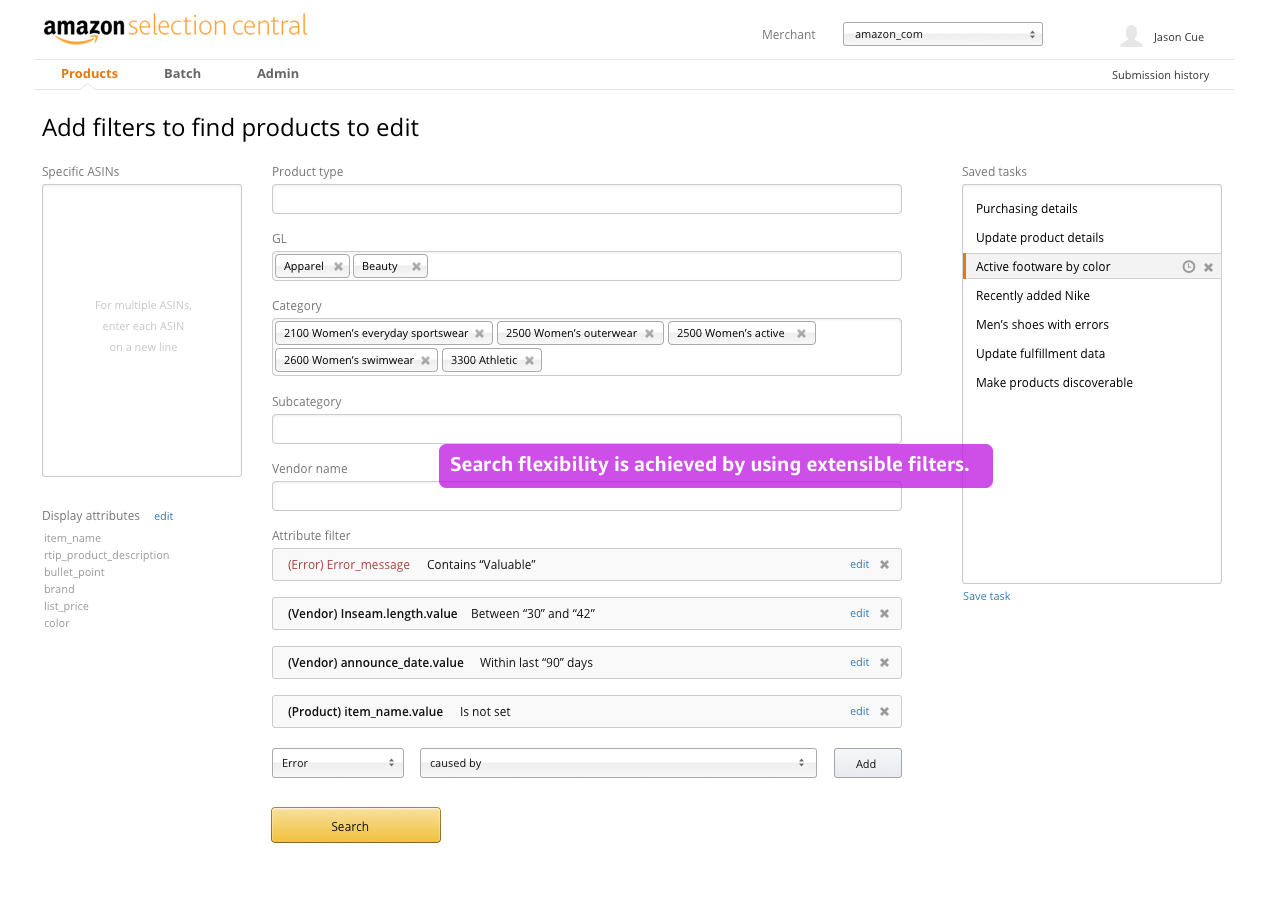 amazon selection central
Merchant
amazon_com
Jason Cue
Products
Batch
Admin
Submission history
Add filters to find products to edit
Specific ASINs
For multiple ASINs,
enter each ASIN
on a new line
Display attributes edit
item_name
rtip_product_description
bullet_point
brand
list_price
color
Product type
GL
Apparel
Beauty
Category
2100 Women's everyday sportswear
2500 Women's outerwear
2500 Women's active
2600 Women's swimwear
3300 Athletic
Subcategory
Search flexibility is achieved by using extensible filters.
Vendor name
Attribute filter
(Error) Error_message Contains “Valuable” edit
(Vendor) Inseam.length.value Between “30” and “42” edit
(Vendor) announce_date.value Within last “90” days edit
(Product) item_name.value Is not set edit
Error
caused by
Add
Search
Saved tasks
Purchasing details
Update product details
Active footware by color
Recently added Nike
Men's shoes with errors
Update fulfillment data
Make products discoverable
Save task